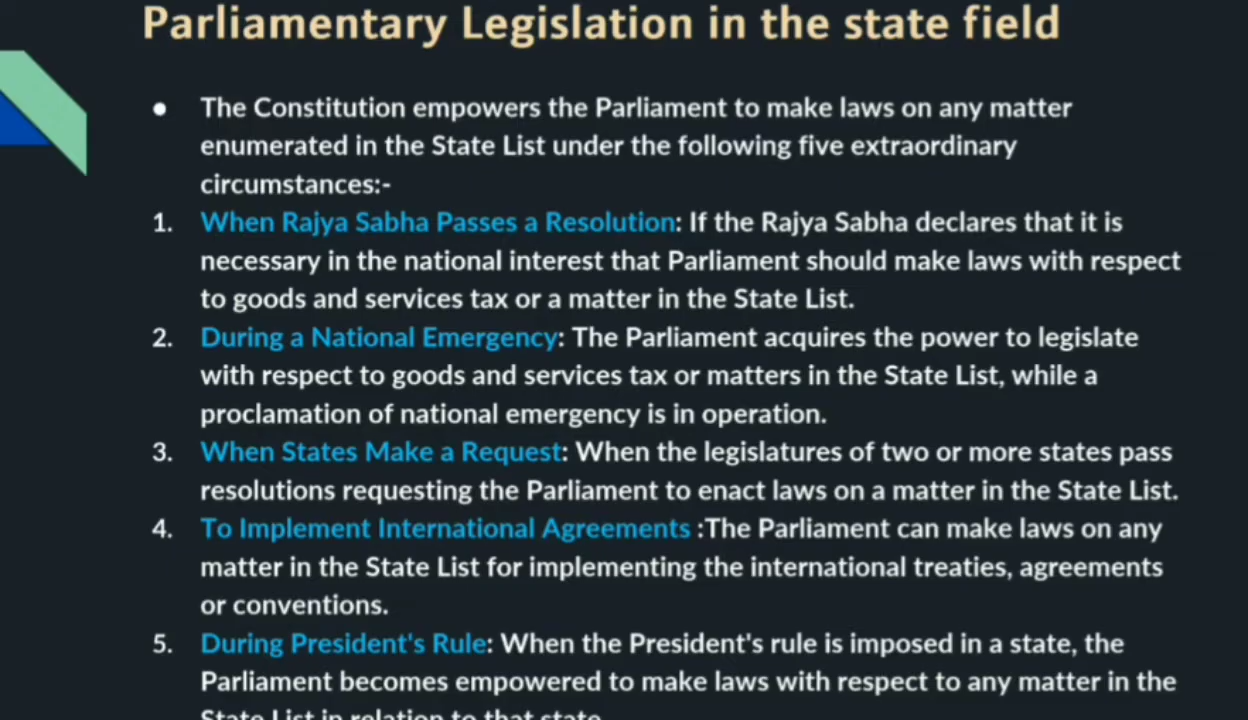 Parliamentary Legislation in the state field
● The Constitution empowers the Parliament to make laws on any matter
enumerated in the State List under the following five extraordinary
circumstances:-
1. When Rajya Sabha Passes a Resolution: If the Rajya Sabha declares that it is
necessary in the national interest that Parliament should make laws with respect
to goods and services tax or a matter in the State List.
2. During a National Emergency: The Parliament acquires the power to legislate
with respect to goods and services tax or matters in the State List, while a
proclamation of national emergency is in operation.
3. When States Make a Request: When the legislatures of two or more states pass
resolutions requesting the Parliament to enact laws on a matter in the State List.
4. To Implement International Agreements :The Parliament can make laws on any
matter in the State List for implementing the international treaties, agreements
or conventions.
5. During President's Rule: When the President's rule is imposed in a state, the
Parliament becomes empowered to make laws with respect to any matter in the
State List in relation to that state